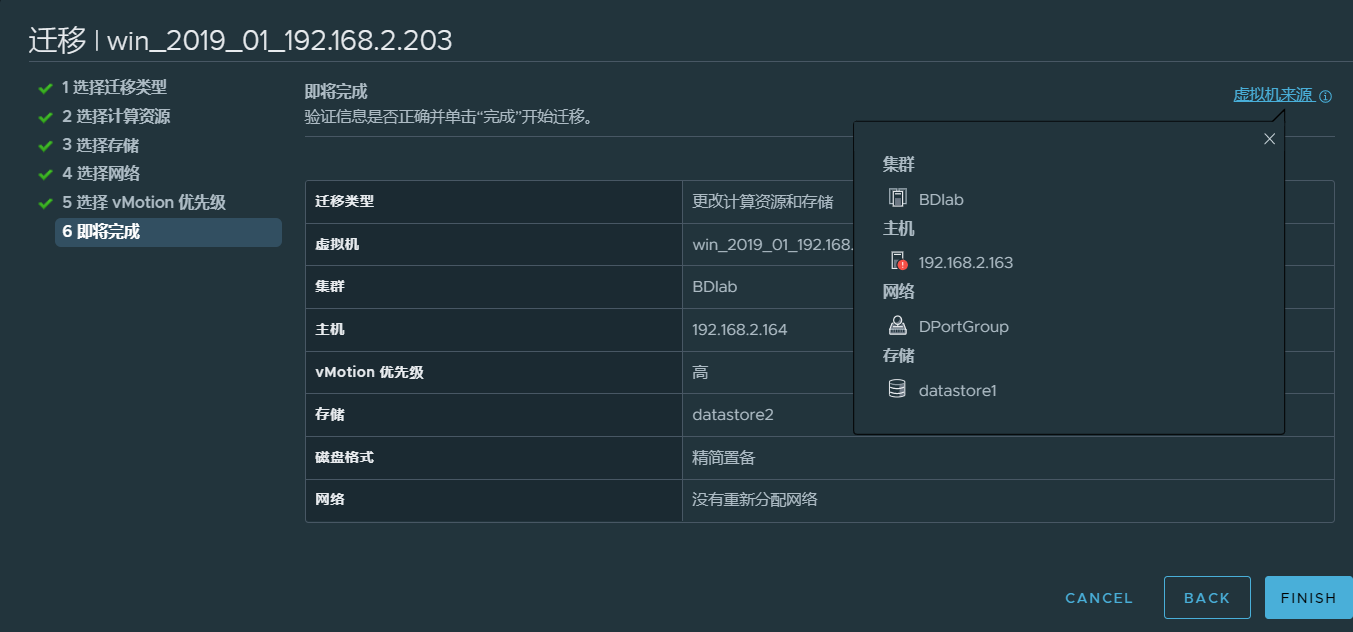 迁移 | win_2019_01_192.168.2.203
1 选择迁移类型
2 选择计算资源
3 选择存储
4 选择网络
5 选择 vMotion 优先级
6 即将完成
即将完成
验证信息是否正确并单击“完成”开始迁移。
虚拟机来源
迁移类型 更改计算资源和存储
虚拟机 win_2019_01_192.168.
集群 BDlab
主机 192.168.2.164
vMotion 优先级 高
存储 datastore2
磁盘格式 精简置备
网络 没有重新分配网络
集群
BDlab
主机
192.168.2.163
网络
DPortGroup
存储
datastore1
CANCEL BACK FINISH